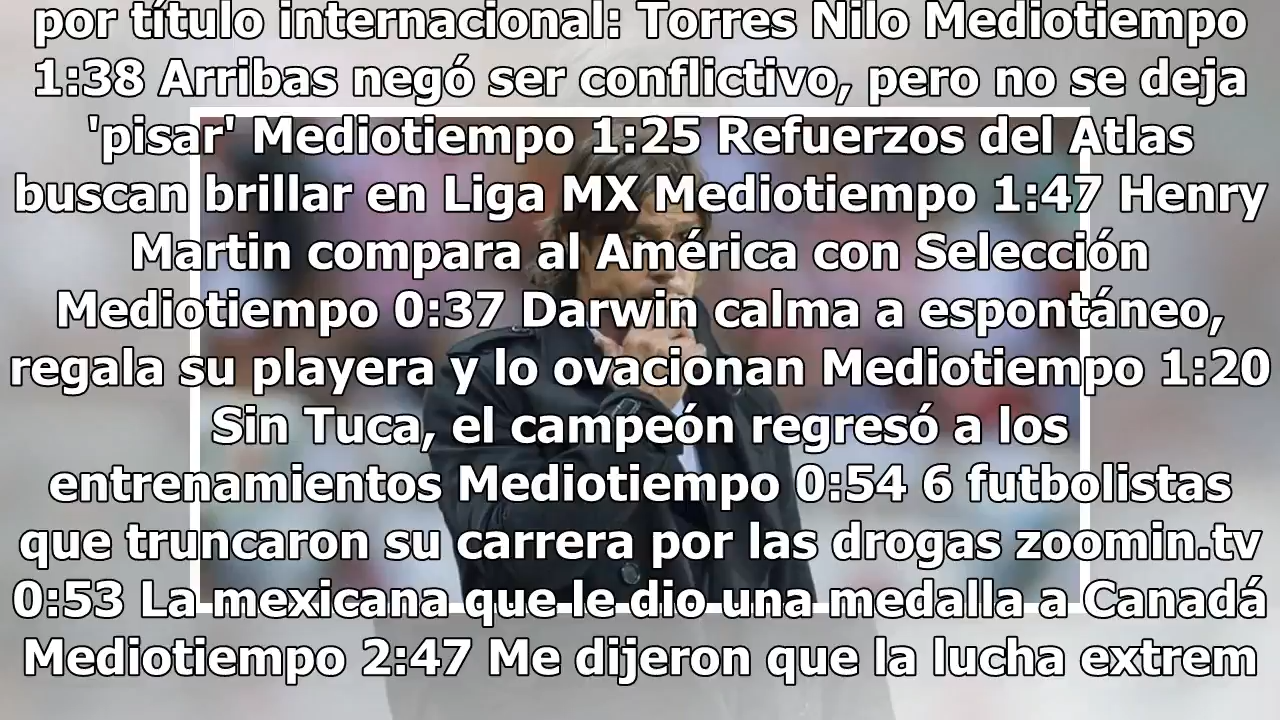 por título internacional: Torres Nilo Mediotiempo
1:38 Arribas negó ser conflictivo, pero no se deja
'pisar' Mediotiempo 1:25 Refuerzos del Atlas
buscan brillar en Liga MX Mediotiempo 1:47 Henry
Martin compara al América con Selección
Mediotiempo 0:37 Darwin calma a espontáneo,
regala su playera y lo ovacionan Mediotiempo 1:20
Sin Tuca, el campeón regresó a los
entrenamientos Mediotiempo 0:54 6 futbolistas
que truncaron su carrera por las drogas zoomin.tv
0:53 La mexicana que le dio una medalla a Canadá
Mediotiempo 2:47 Me dijeron que la lucha extrem